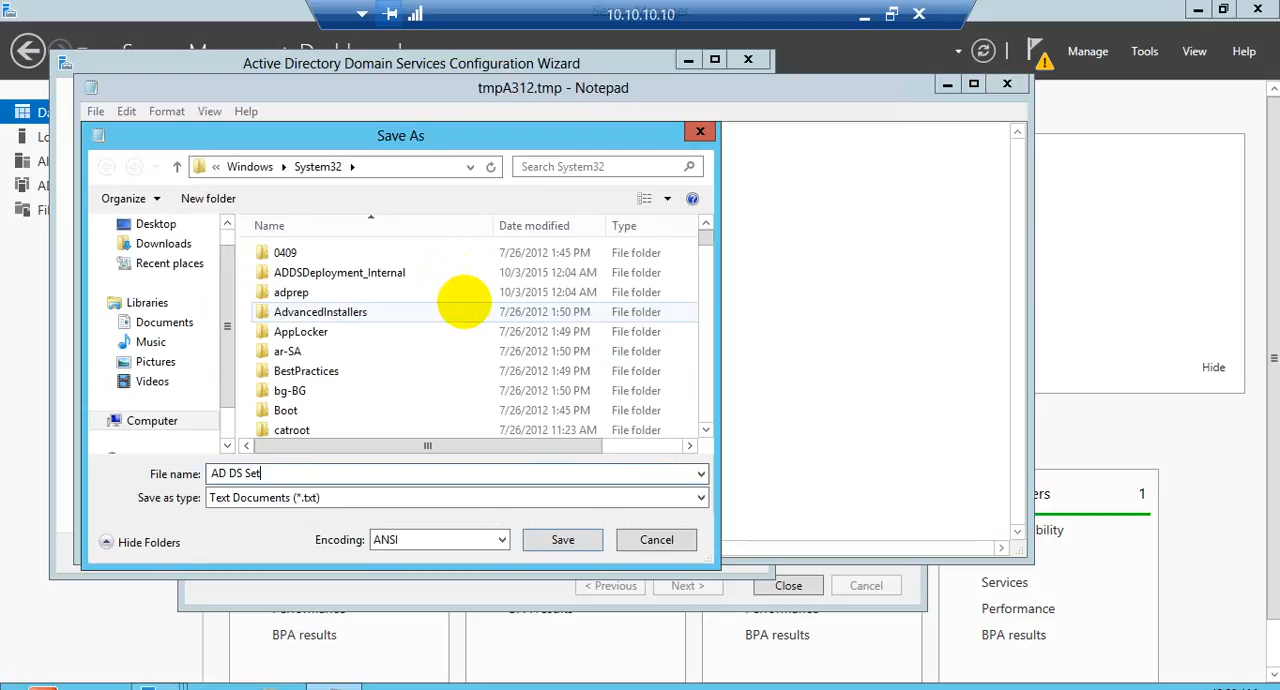 10.10.10.10
Manage Tools View Help
Active Directory Domain Services Configuration Wizard
tmpA312.tmp - Notepad
File Edit Format View Help
Save As
« Windows System32
Search System32
Organize New folder
Name Date modified Type
Desktop
Downloads
Recent places
Libraries
Documents
Music
Pictures
Videos
Computer
0409 7/26/2012 1:45 PM File folder
ADDSDeployment_Internal 10/3/2015 12:04 AM File folder
adprep 10/3/2015 12:04 AM File folder
AdvancedInstallers 7/26/2012 1:50 PM File folder
AppLocker 7/26/2012 1:49 PM File folder
ar-SA 7/26/2012 1:50 PM File folder
BestPractices 7/26/2012 1:49 PM File folder
bg-BG 7/26/2012 1:50 PM File folder
Boot 7/26/2012 1:45 PM File folder
catroot 7/26/2012 11:23 AM File folder
File name: AD DS Set
Save as type: Text Documents (*.txt)
Hide Folders
Encoding: ANSI
Save Cancel
Hide
1
< Previous Next > Close Cancel
Services
Performance
BPA results
BPA results
BPA results